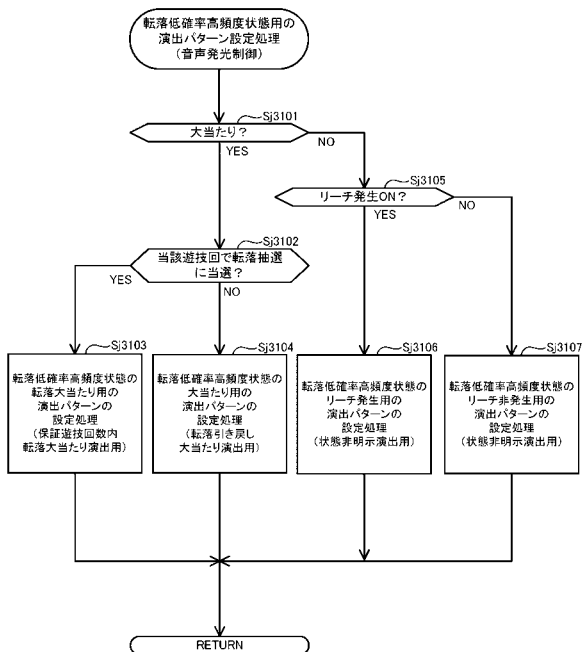 転落低確率高頻度状態用の
演出パターン設定処理
(音声発光制御)
Sj3101
大当たり?
YES
NO
Sj3105
リーチ発生ON?
YES
NO
Sj3102
当該遊技回で転落抽選
に当選?
YES
NO
Sj3103
転落低確率高頻度状態の
転落大当たり用の
演出パターンの
設定処理
(保証遊技回数内
転落大当たり演出用)
Sj3104
転落低確率高頻度状態の
大当たり用の
演出パターンの
設定処理
(転落引き戻し
大当たり演出用)
Sj3106
転落低確率高頻度状態の
リーチ発生用の
演出パターンの
設定処理
(状態非明示演出用)
Sj3107
転落低確率高頻度状態の
リーチ非発生用の
演出パターンの
設定処理
(状態非明示演出用)
RETURN